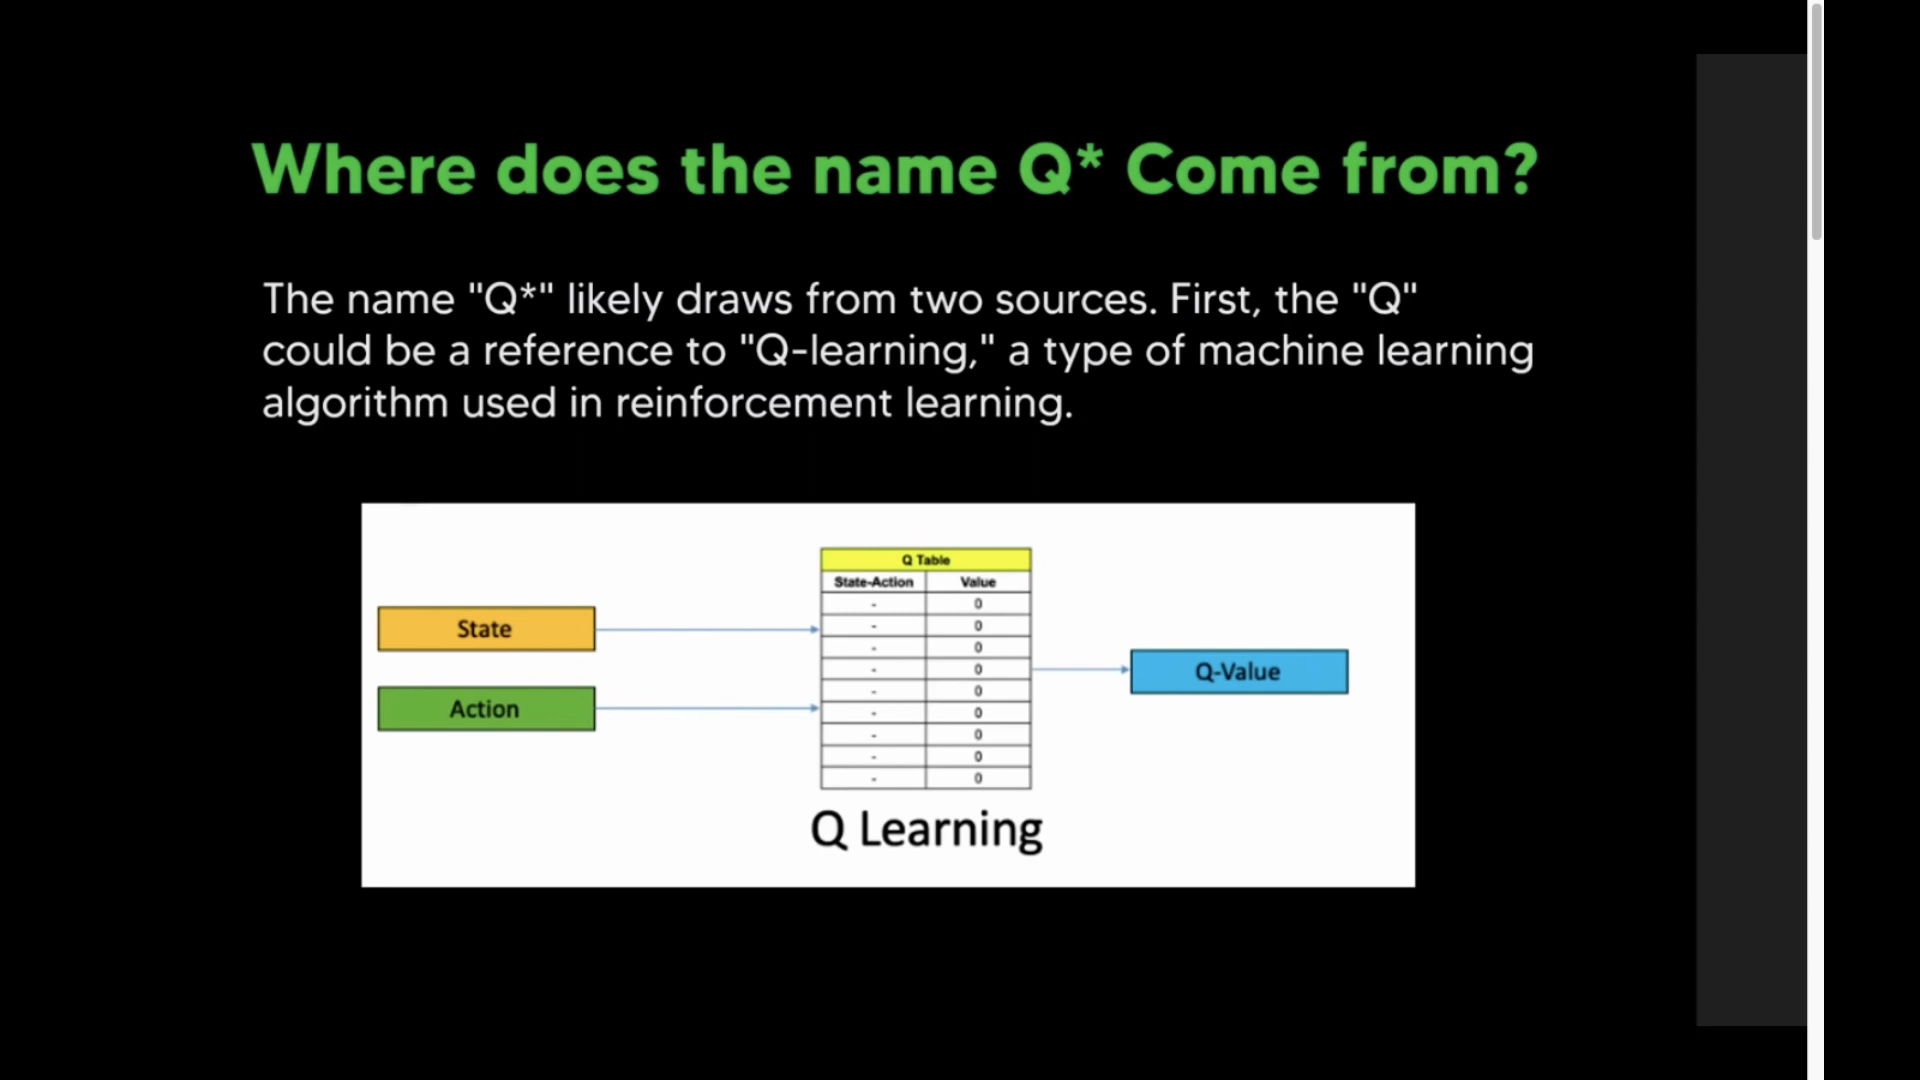 Where does the name Q* Come from?
The name "Q*" likely draws from two sources. First, the "Q"
could be a reference to "Q-learning," a type of machine learning
algorithm used in reinforcement learning.
Q Table
State-Action Value
- 0
- 0
- 0
- 0
- 0
- 0
- 0
- 0
- 0
State
Action
Q-Value
Q Learning